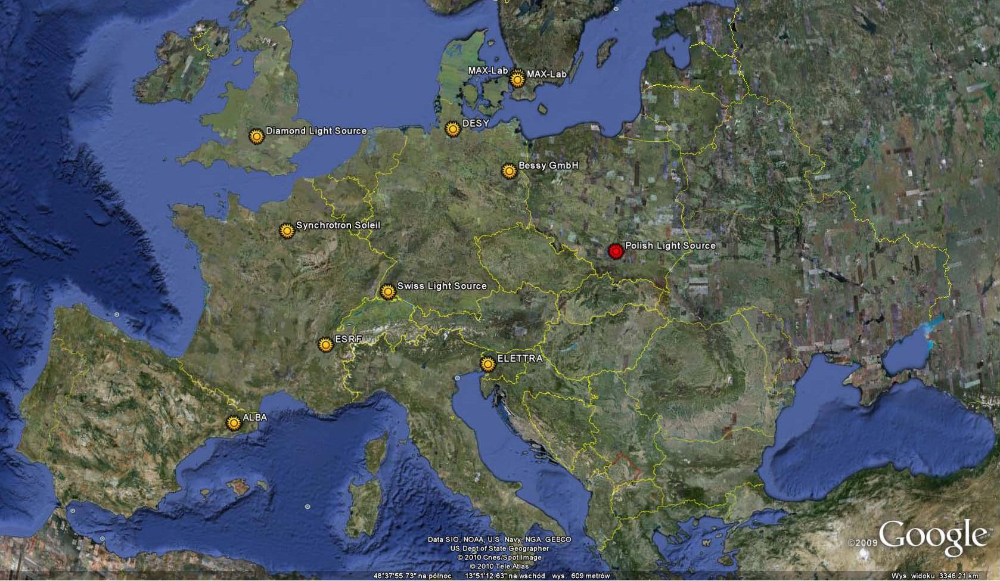 MAX-Lab
MAX-Lab
DESY
Diamond Light Source
Bessy GmbH
Synchrotron Soleil
Polish Light Source
Swiss Light Source
ESRF
ELETTRA
ALBA
Data SIO, NOAA, U.S. Navy, NGA, GEBCO
US Dept of State Geographer
© 2010 Cnes/Spot Image
© 2010 Tele Atlas
©2009 Google
48°37'55.73" na północ 13°51'12.63" na wschód wys. 609 metrów
Wys. widoku 3346.21 km